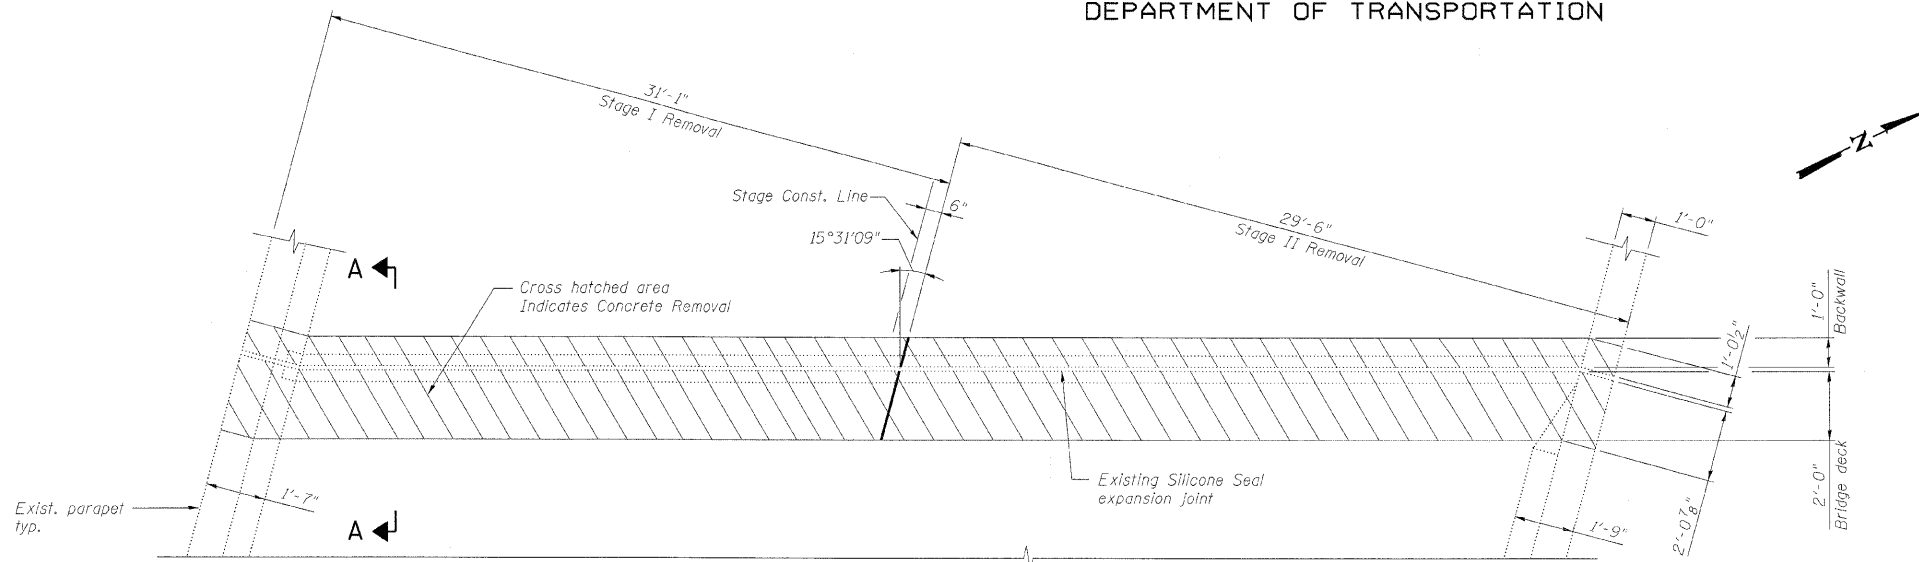 DEPARTMENT OF TRANSPORTATION
31'-1"
Stage I Removal
Stage Const. Line
6"
15°31'09"
29'-6"
Stage II Removal
1'-0"
N
A
Cross hatched area
Indicates Concrete Removal
1'-0"
Backwall
1'-0½"
Existing Silicone Seal
expansion joint
2'-0"
Bridge deck
2'-0⅞"
1'-9"
1'-7"
Exist. parapet
typ.
A